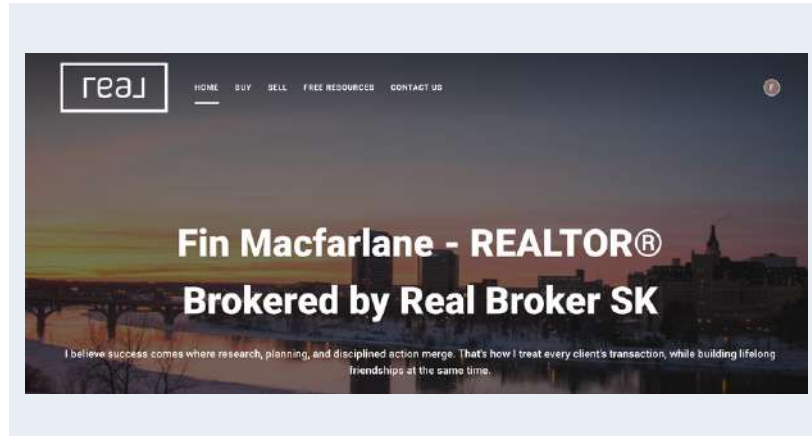 real
HOME BUY SELL FREE RESOURCES CONTACT US
Fin Macfarlane - REALTOR®
Brokered by Real Broker SK
I believe success comes where research, planning, and disciplined action merge. That's how I treat every client's transaction, while building lifelong
friendships at the same time.